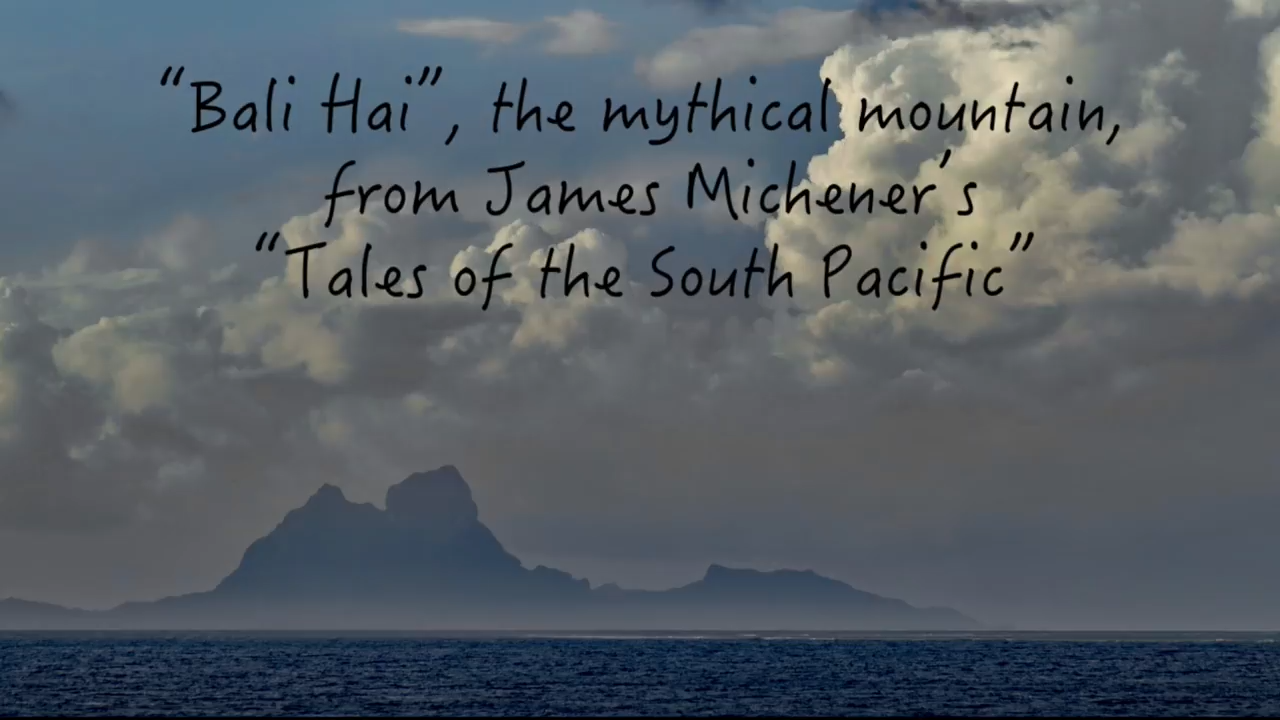 “Bali Hai”, the mythical mountain,
from James Michener’s
“Tales of the South Pacific”